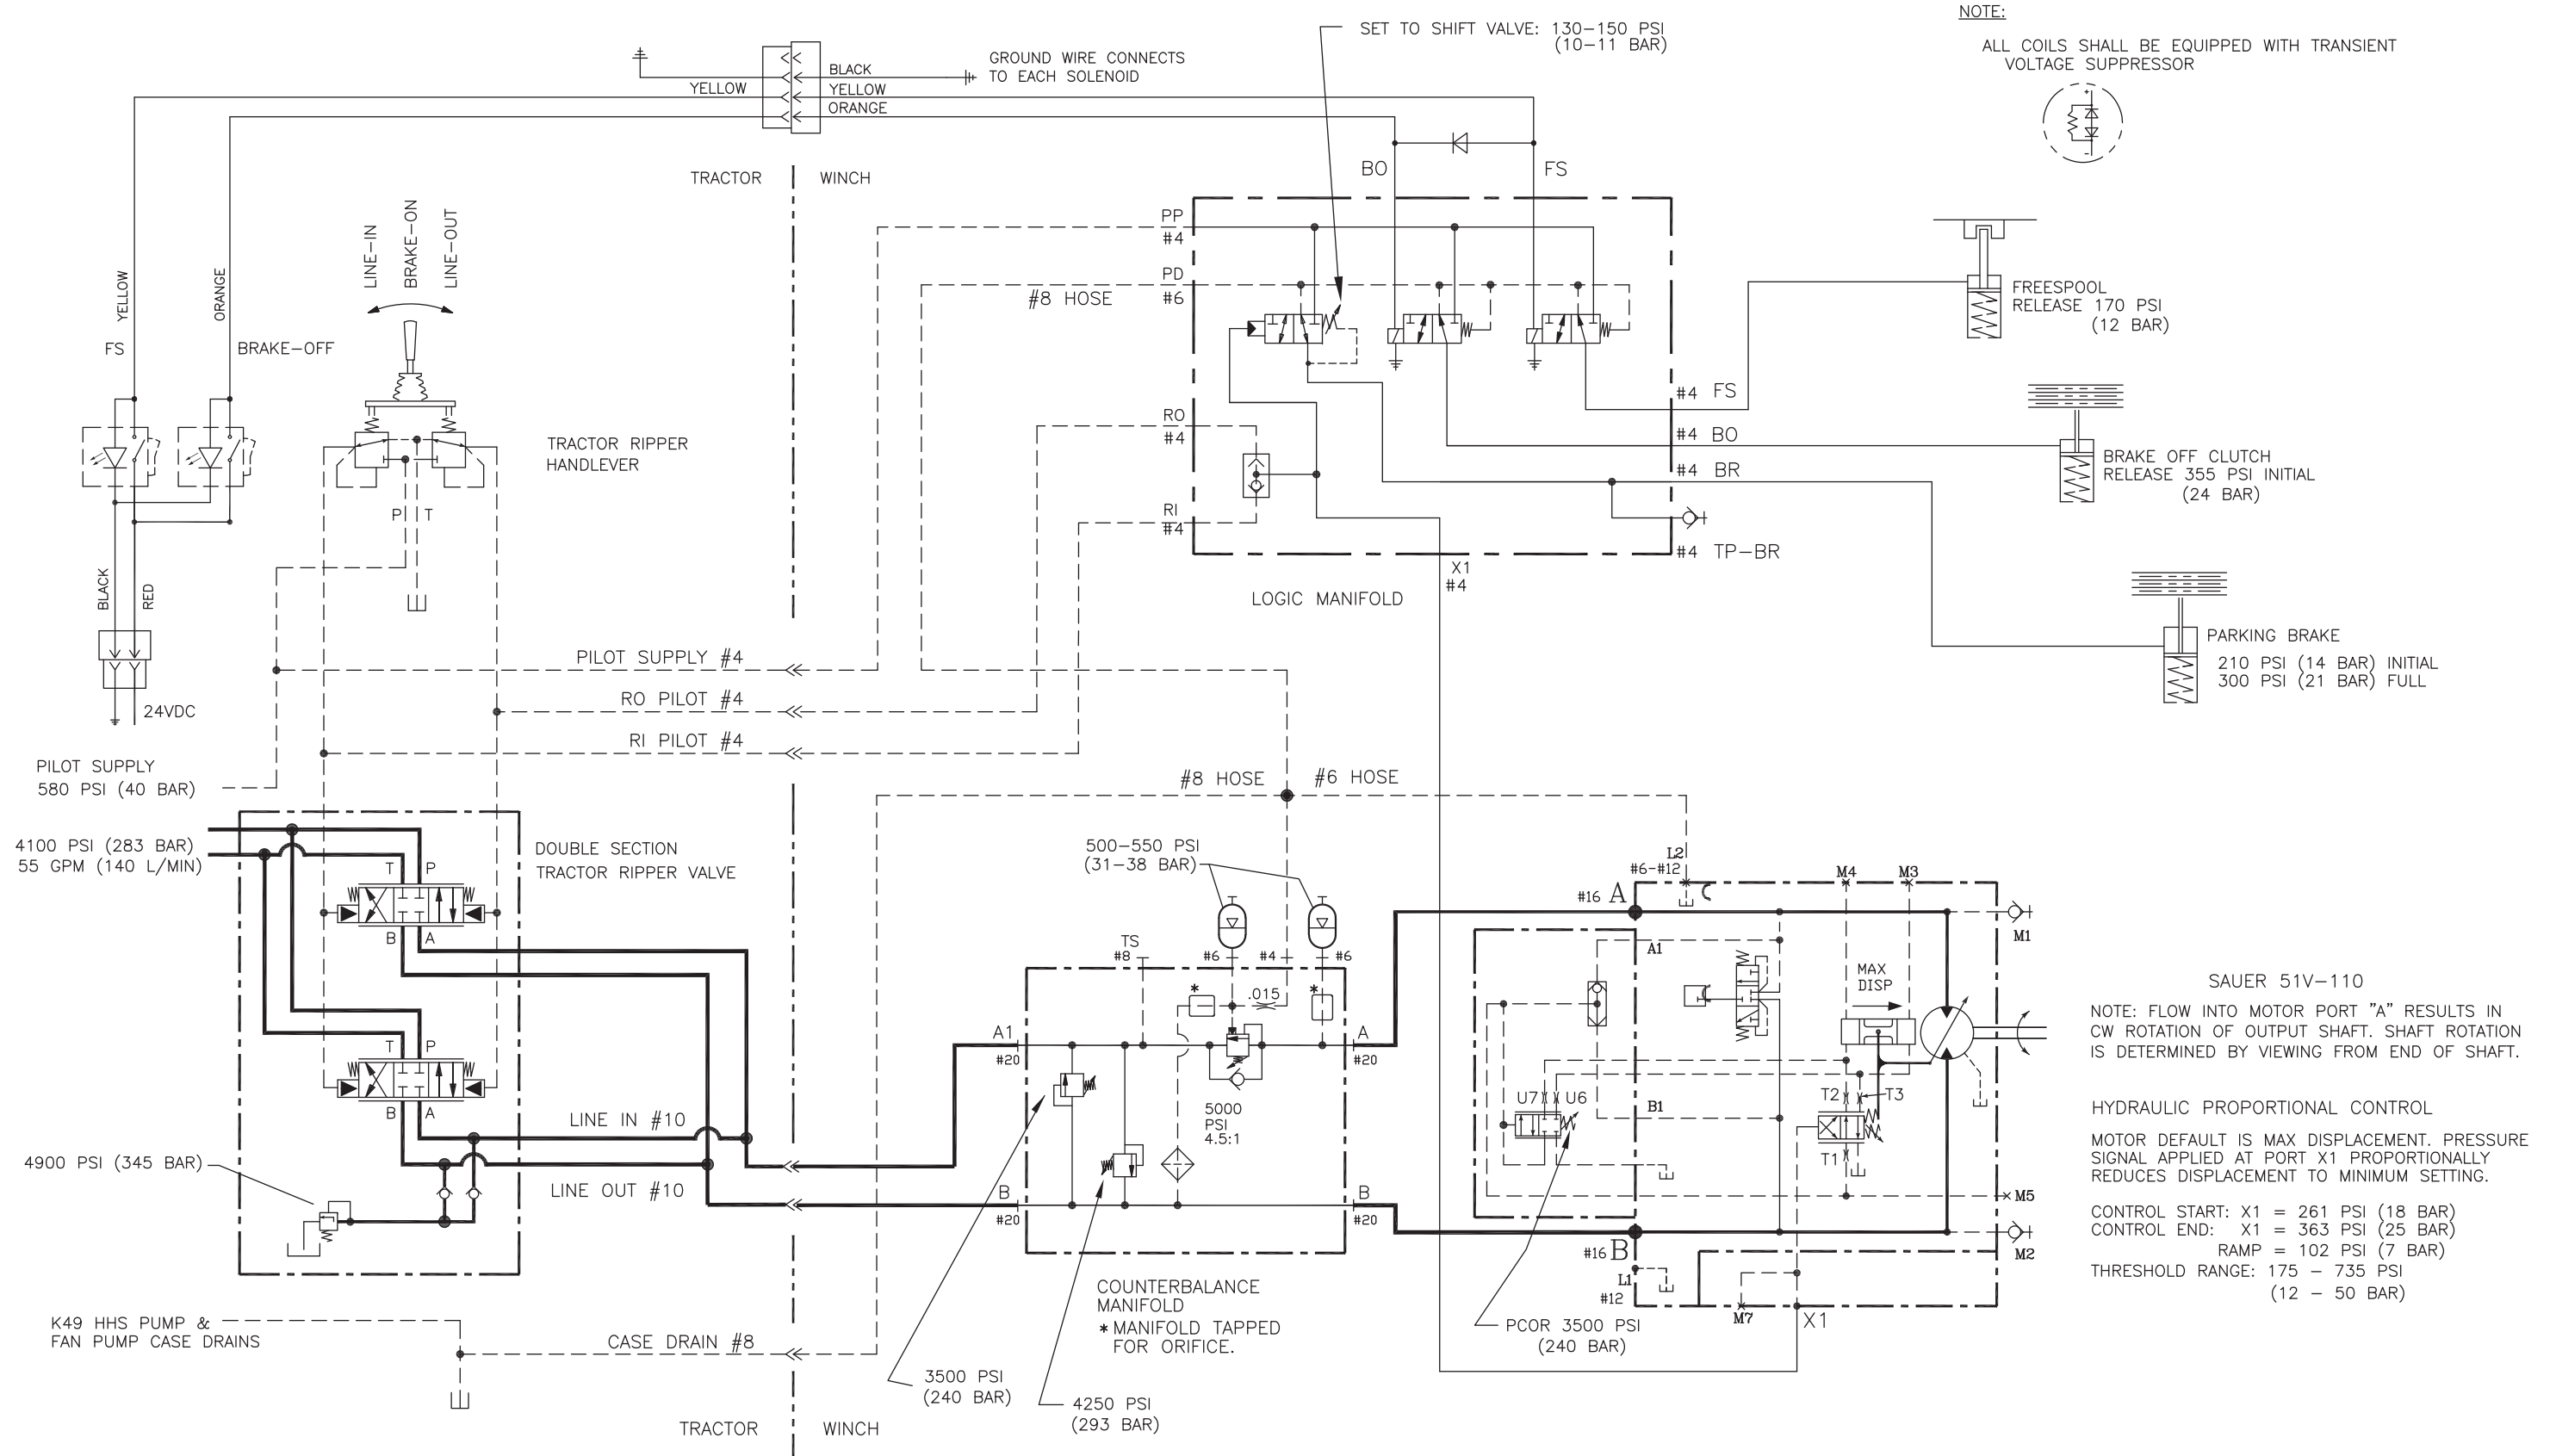 NOTE:
ALL COILS SHALL BE EQUIPPED WITH TRANSIENT
VOLTAGE SUPPRESSOR
+
-
SET TO SHIFT VALVE: 130-150 PSI
(10-11 BAR)
GROUND WIRE CONNECTS
TO EACH SOLENOID
BLACK
YELLOW
YELLOW
ORANGE
TRACTOR
WINCH
BO
FS
LINE-IN
BRAKE-ON
LINE-OUT
YELLOW
ORANGE
FS
BRAKE-OFF
TRACTOR RIPPER
HANDLEVER
P
T
BLACK
RED
24VDC
PP
#4
PD
#6
#8 HOSE
RO
#4
RI
#4
#4 FS
#4 BO
#4 BR
#4 TP-BR
X1
#4
LOGIC MANIFOLD
FREESPOOL
RELEASE 170 PSI
(12 BAR)
BRAKE OFF CLUTCH
RELEASE 355 PSI INITIAL
(24 BAR)
PARKING BRAKE
210 PSI (14 BAR) INITIAL
300 PSI (21 BAR) FULL
PILOT SUPPLY #4
RO PILOT #4
RI PILOT #4
PILOT SUPPLY
580 PSI (40 BAR)
#8 HOSE
#6 HOSE
4100 PSI (283 BAR)
55 GPM (140 L/MIN)
DOUBLE SECTION
TRACTOR RIPPER VALVE
T
P
B
A
T
P
B
A
LINE IN #10
LINE OUT #10
4900 PSI (345 BAR)
K49 HHS PUMP &
FAN PUMP CASE DRAINS
CASE DRAIN #8
TRACTOR
WINCH
500-550 PSI
(31-38 BAR)
TS
#8
#6
#4
#6
*
.015
*
A1
#20
A
#20
5000
PSI
4.5:1
B
#20
B
#20
COUNTERBALANCE
MANIFOLD
* MANIFOLD TAPPED
FOR ORIFICE.
3500 PSI
(240 BAR)
4250 PSI
(293 BAR)
L2
#6-#12
#16 A
M4
M3
M1
A1
MAX
DISP
U7
U6
B1
T2
T3
T1
M5
M2
#16 B
L1
#12
M7
X1
PCOR 3500 PSI
(240 BAR)
SAUER 51V-110
NOTE: FLOW INTO MOTOR PORT "A" RESULTS IN
CW ROTATION OF OUTPUT SHAFT. SHAFT ROTATION
IS DETERMINED BY VIEWING FROM END OF SHAFT.
HYDRAULIC PROPORTIONAL CONTROL
MOTOR DEFAULT IS MAX DISPLACEMENT. PRESSURE
SIGNAL APPLIED AT PORT X1 PROPORTIONALLY
REDUCES DISPLACEMENT TO MINIMUM SETTING.
CONTROL START: X1 = 261 PSI (18 BAR)
CONTROL END: X1 = 363 PSI (25 BAR)
RAMP = 102 PSI (7 BAR)
THRESHOLD RANGE: 175 - 735 PSI
(12 - 50 BAR)